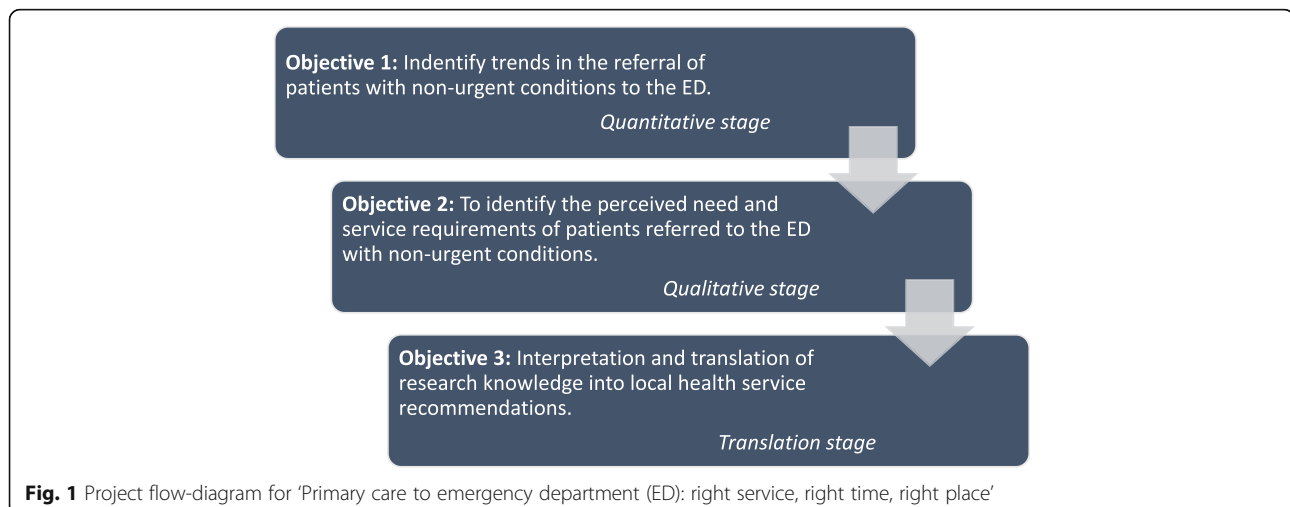 Objective 1: Indentify trends in the referral of
patients with non-urgent conditions to the ED.
Quantitative stage
Objective 2: To identify the perceived need and
service requirements of patients referred to the ED
with non-urgent conditions.
Qualitative stage
Objective 3: Interpretation and translation of
research knowledge into local health service
recommendations.
Translation stage
Fig. 1 Project flow-diagram for ‘Primary care to emergency department (ED): right service, right time, right place’